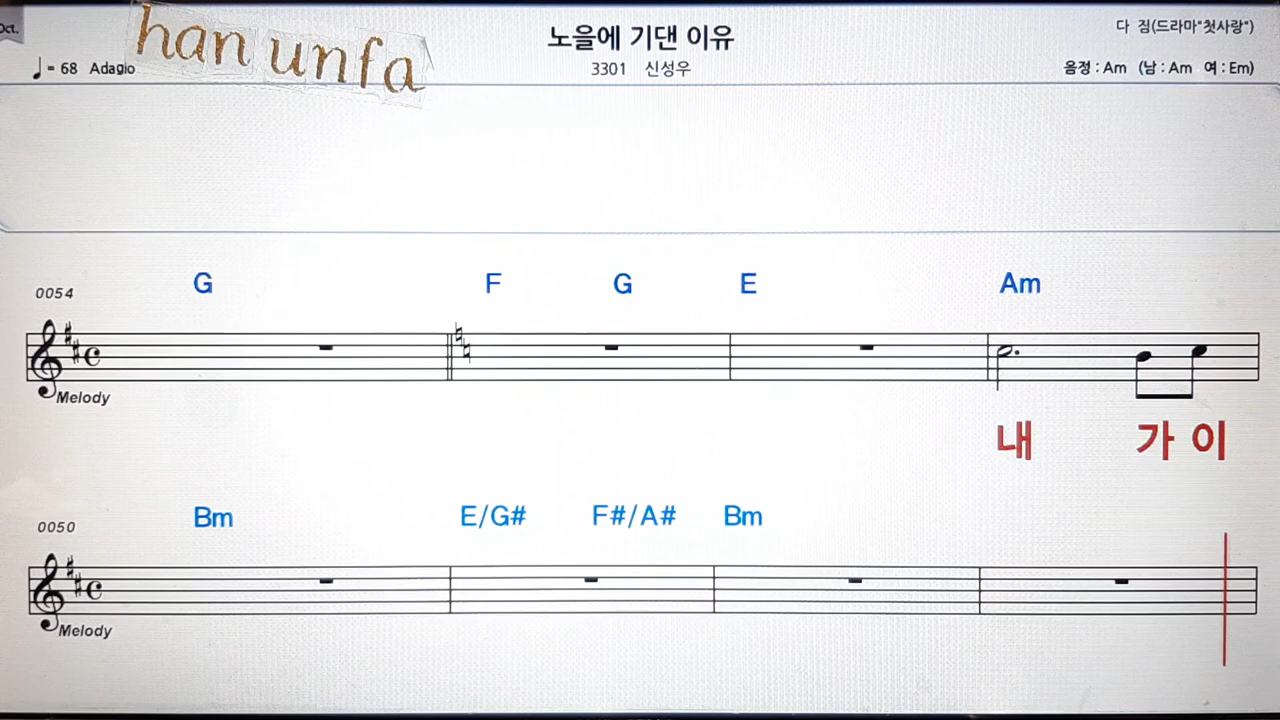 Oct.
han unfa
노을에 기댄 이유
다 짐(드라마"첫사랑")
♩= 68 Adagio
3301 신성우
음정 : Am (남 : Am 여 : Em)
G F G E Am
0054
Melody
내 가 이
Bm E/G# F#/A# Bm
0050
Melody